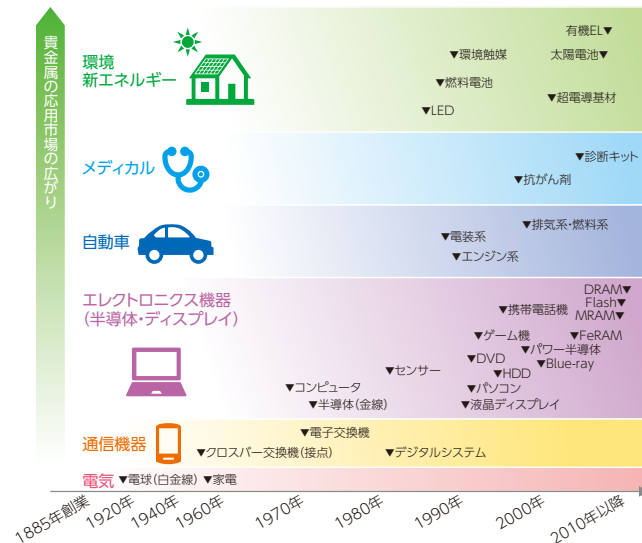 貴金属の応用市場の広がり
環境
新エネルギー
有機EL▼
▼環境触媒
太陽電池▼
▼燃料電池
▼超電導基材
▼LED
メディカル
▼診断キット
▼抗がん剤
自動車
▼排気系・燃料系
▼電装系
▼エンジン系
エレクトロニクス機器
(半導体・ディスプレイ)
DRAM▼
Flash▼
▼携帯電話機
MRAM▼
▼ゲーム機
▼FeRAM
▼パワー半導体
▼DVD
▼Blue-ray
▼センサー
▼HDD
▼コンピュータ
▼パソコン
▼半導体(金線)
▼液晶ディスプレイ
通信機器
▼電子交換機
▼クロスバー交換機(接点)
▼デジタルシステム
電気
▼電球(白金線)
▼家電
1885年創業
1920年
1940年
1960年
1970年
1980年
1990年
2000年
2010年以降